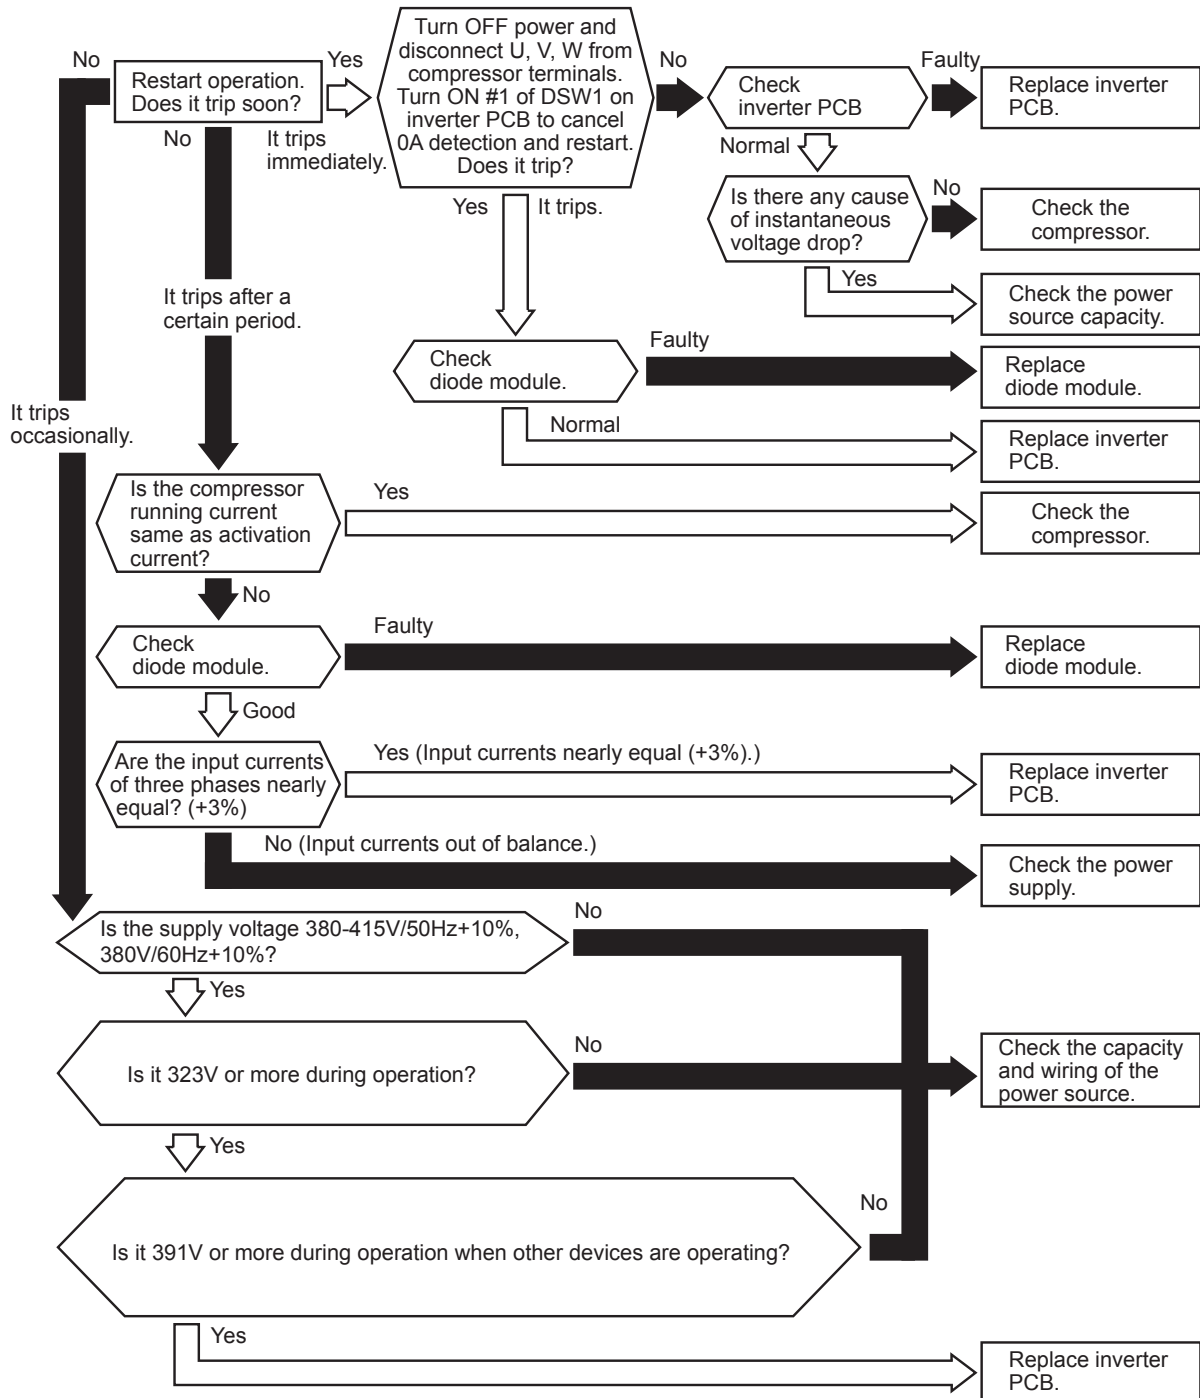 No
Restart operation.
Does it trip soon?
Yes
It trips
immediately.
Turn OFF power and
disconnect U, V, W from
compressor terminals.
Turn ON #1 of DSW1 on
inverter PCB to cancel
0A detection and restart.
Does it trip?
No
Check
inverter PCB
Faulty
Replace inverter
PCB.
Normal
Is there any cause
of instantaneous
voltage drop?
No
Check the
compressor.
Yes
Check the power
source capacity.
Yes
It trips.
Check
diode module.
Faulty
Replace
diode module.
Normal
Replace inverter
PCB.
No
It trips after a
certain period.
It trips
occasionally.
Is the compressor
running current
same as activation
current?
Yes
Check the
compressor.
No
Check
diode module.
Faulty
Replace
diode module.
Good
Are the input currents
of three phases nearly
equal? (+3%)
Yes (Input currents nearly equal (+3%).)
Replace inverter
PCB.
No (Input currents out of balance.)
Check the power
supply.
Is the supply voltage 380-415V/50Hz+10%,
380V/60Hz+10%?
No
Yes
Is it 323V or more during operation?
No
Check the capacity
and wiring of the
power source.
Yes
Is it 391V or more during operation when other devices are operating?
No
Yes
Replace inverter
PCB.